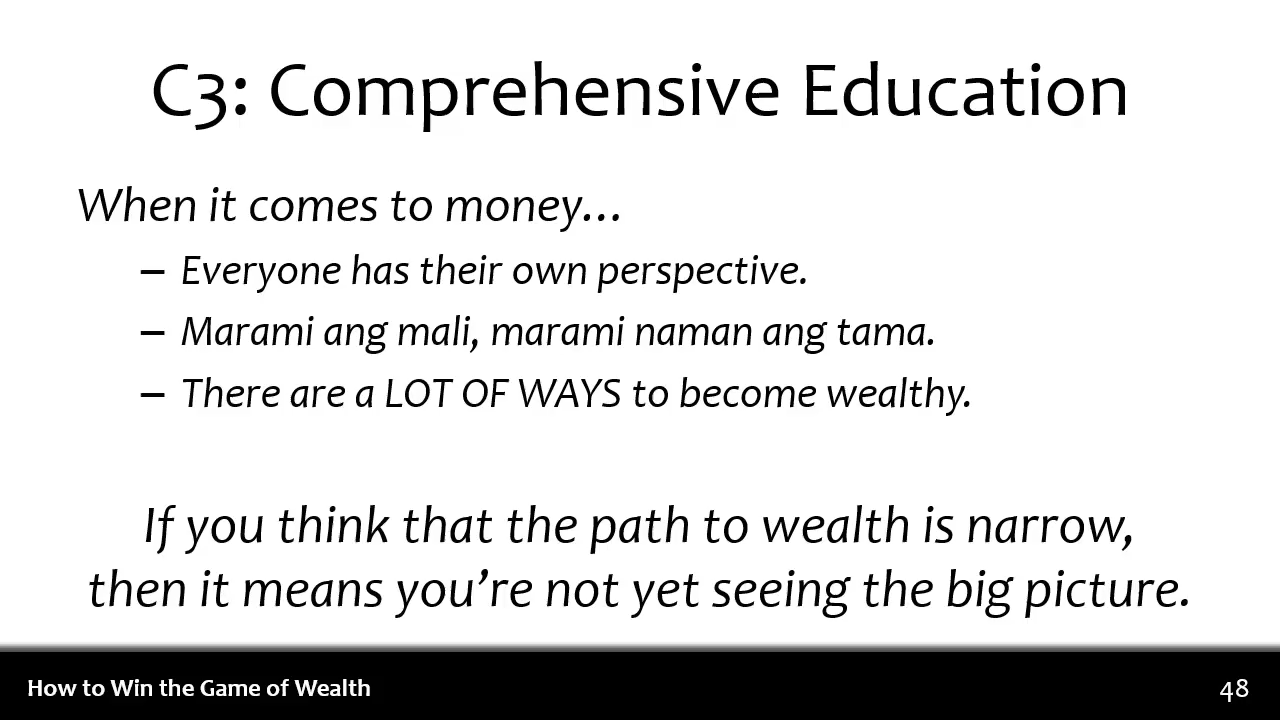 C3: Comprehensive Education
When it comes to money…
– Everyone has their own perspective.
– Marami ang mali, marami naman ang tama.
– There are a LOT OF WAYS to become wealthy.
If you think that the path to wealth is narrow,
then it means you’re not yet seeing the big picture.
How to Win the Game of Wealth
48